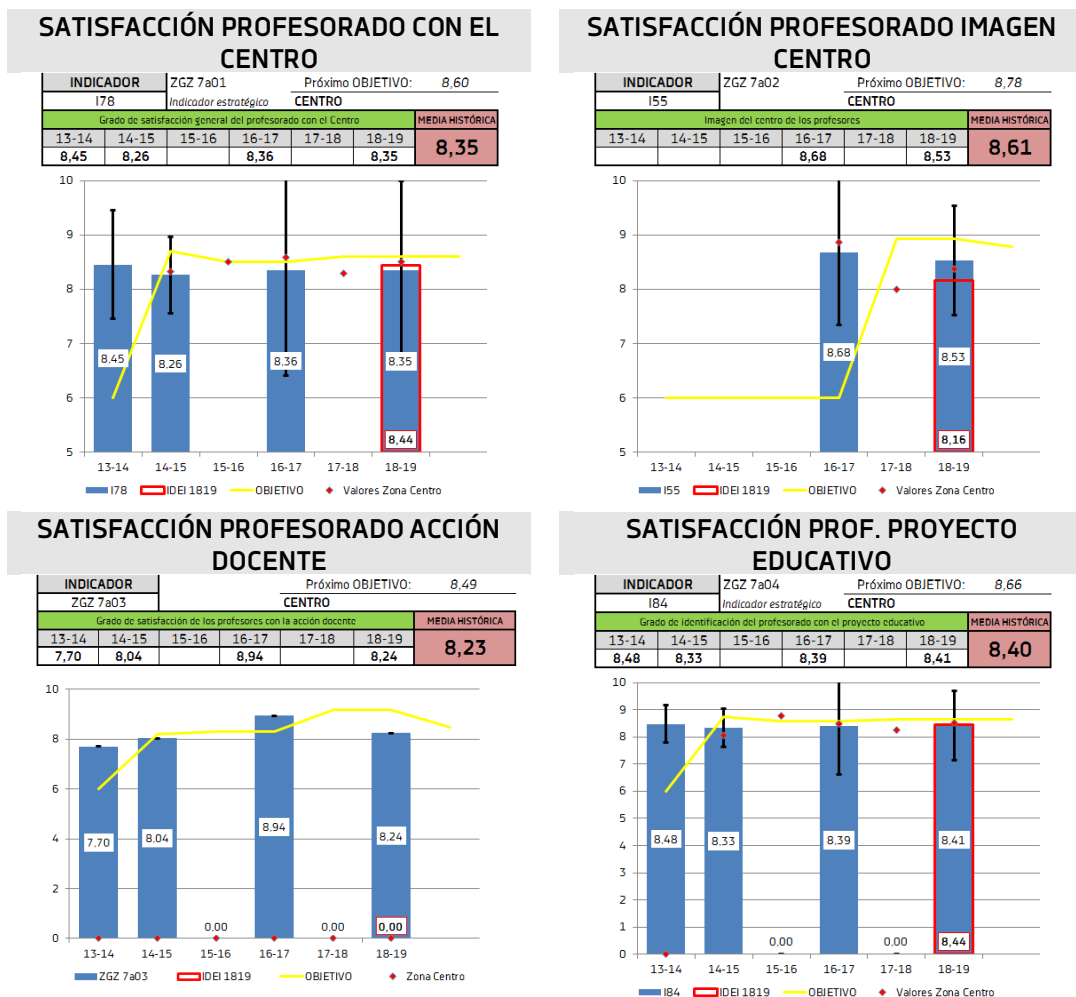 SATISFACCIÓN PROFESORADO CON EL
CENTRO
INDICADOR ZGZ 7a01 Próximo OBJETIVO: 8,60
I78 Indicador estratégico CENTRO
Grado de satisfacción general del profesorado con el Centro MEDIA HISTÓRICA
13-14 14-15 15-16 16-17 17-18 18-19
8,45 8,26 8,36 8,35 8,35
10
9
8
7
6
5
8.45 8.26 8.36 8.35
8,44
13-14 14-15 15-16 16-17 17-18 18-19
I78 IDEI 1819 OBJETIVO Valores Zona Centro
SATISFACCIÓN PROFESORADO IMAGEN
CENTRO
INDICADOR ZGZ 7a02 Próximo OBJETIVO: 8,78
I55 CENTRO
Imagen del centro de los profesores MEDIA HISTÓRICA
13-14 14-15 15-16 16-17 17-18 18-19
8,68 8,53 8,61
10
9
8
7
6
5
8.68 8.53
8,16
13-14 14-15 15-16 16-17 17-18 18-19
I55 IDEI 1819 OBJETIVO Valores Zona Centro
SATISFACCIÓN PROFESORADO ACCIÓN
DOCENTE
INDICADOR Próximo OBJETIVO: 8,49
ZGZ 7a03 CENTRO
Grado de satisfacción de los profesores con la acción docente MEDIA HISTÓRICA
13-14 14-15 15-16 16-17 17-18 18-19
7,70 8,04 8,94 8,24 8,23
10
8
6
4
2
0
7.70 8.04 8.94 8.24
0,00 0,00 0,00
13-14 14-15 15-16 16-17 17-18 18-19
ZGZ 7a03 IDEI 1819 OBJETIVO Zona Centro
SATISFACCIÓN PROF. PROYECTO
EDUCATIVO
INDICADOR ZGZ 7a04 Próximo OBJETIVO: 8,66
I84 Indicador estratégico CENTRO
Grado de identificación del profesorado con el proyecto educativo MEDIA HISTÓRICA
13-14 14-15 15-16 16-17 17-18 18-19
8,48 8,33 8,39 8,41 8,40
10
9
8
7
6
5
4
3
2
1
0
8.48 8.33 8.39 8.41
0.00 0.00 8,44
13-14 14-15 15-16 16-17 17-18 18-19
I84 IDEI 1819 OBJETIVO Valores Zona Centro